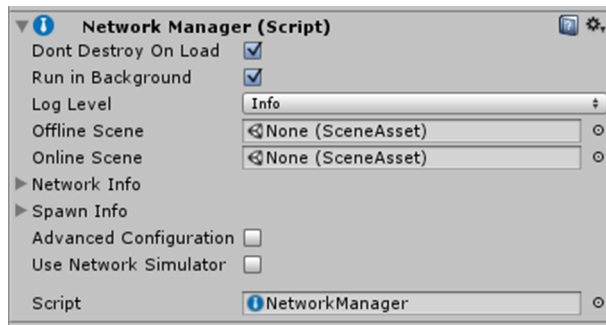 Network Manager (Script)
Dont Destroy On Load
Run in Background
Log Level Info
Offline Scene None (SceneAsset)
Online Scene None (SceneAsset)
Network Info
Spawn Info
Advanced Configuration
Use Network Simulator
Script NetworkManager